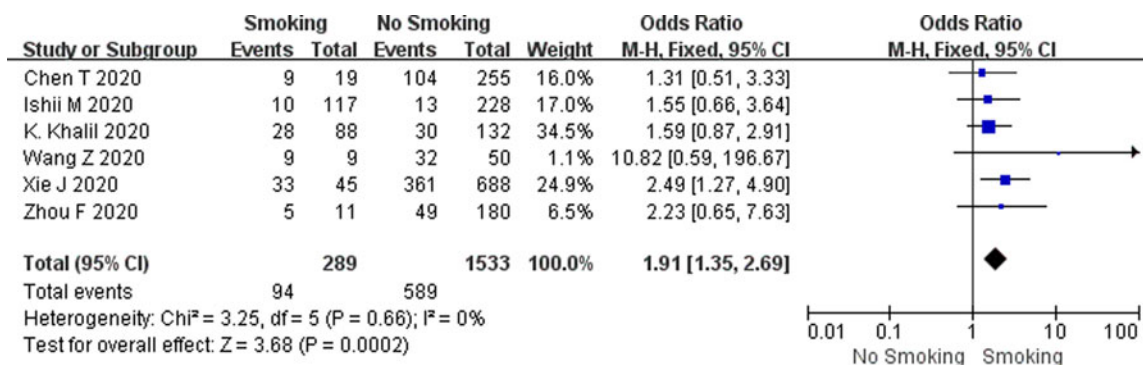 Smoking No Smoking Odds Ratio Odds Ratio
Study or Subgroup Events Total Events Total Weight M-H, Fixed, 95% CI M-H, Fixed, 95% CI
Chen T 2020 9 19 104 255 16.0% 1.31 [0.51, 3.33]
Ishii M 2020 10 117 13 228 17.0% 1.55 [0.66, 3.64]
K. Khalil 2020 28 88 30 132 34.5% 1.59 [0.87, 2.91]
Wang Z 2020 9 9 32 50 1.1% 10.82 [0.59, 196.67]
Xie J 2020 33 45 361 688 24.9% 2.49 [1.27, 4.90]
Zhou F 2020 5 11 49 180 6.5% 2.23 [0.65, 7.63]
Total (95% CI) 289 1533 100.0% 1.91 [1.35, 2.69]
Total events 94 589
Heterogeneity: Chi² = 3.25, df = 5 (P = 0.66); I² = 0%
Test for overall effect: Z = 3.68 (P = 0.0002)
0.01 0.1 1 10 100
No Smoking Smoking